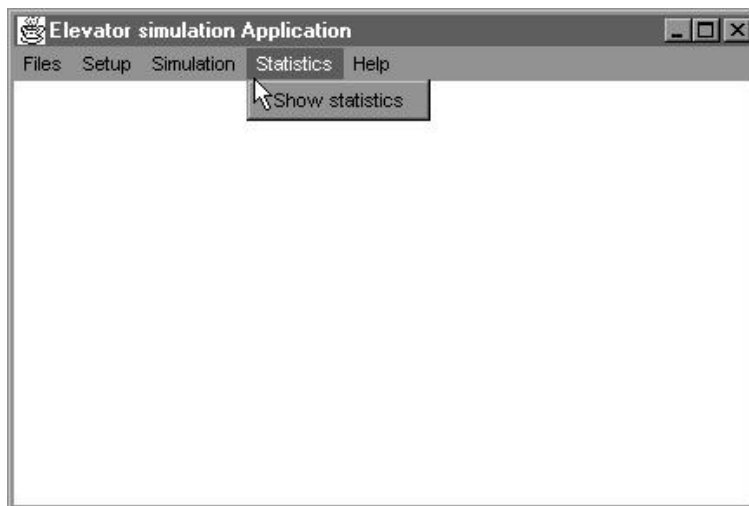 Elevator simulation Application
Files Setup Simulation Statistics Help
Show statistics